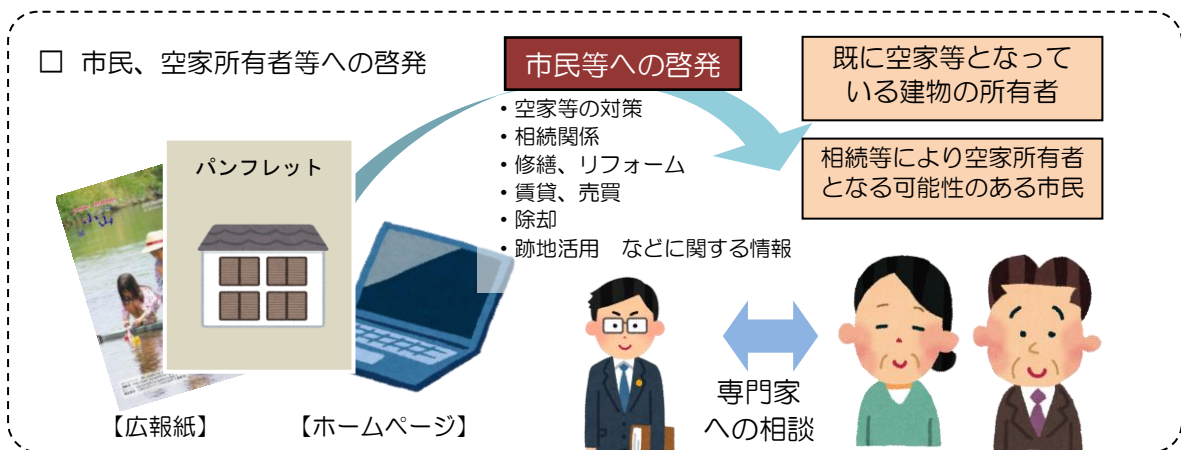 □ 市民、空家所有者等への啓発
市民等への啓発
・空家等の対策
・相続関係
・修繕、リフォーム
・賃貸、売買
・除却
・跡地活用　などに関する情報
既に空家等となって
いる建物の所有者
相続等により空家所有者
となる可能性のある市民
パンフレット
【広報紙】
【ホームページ】
専門家
への相談